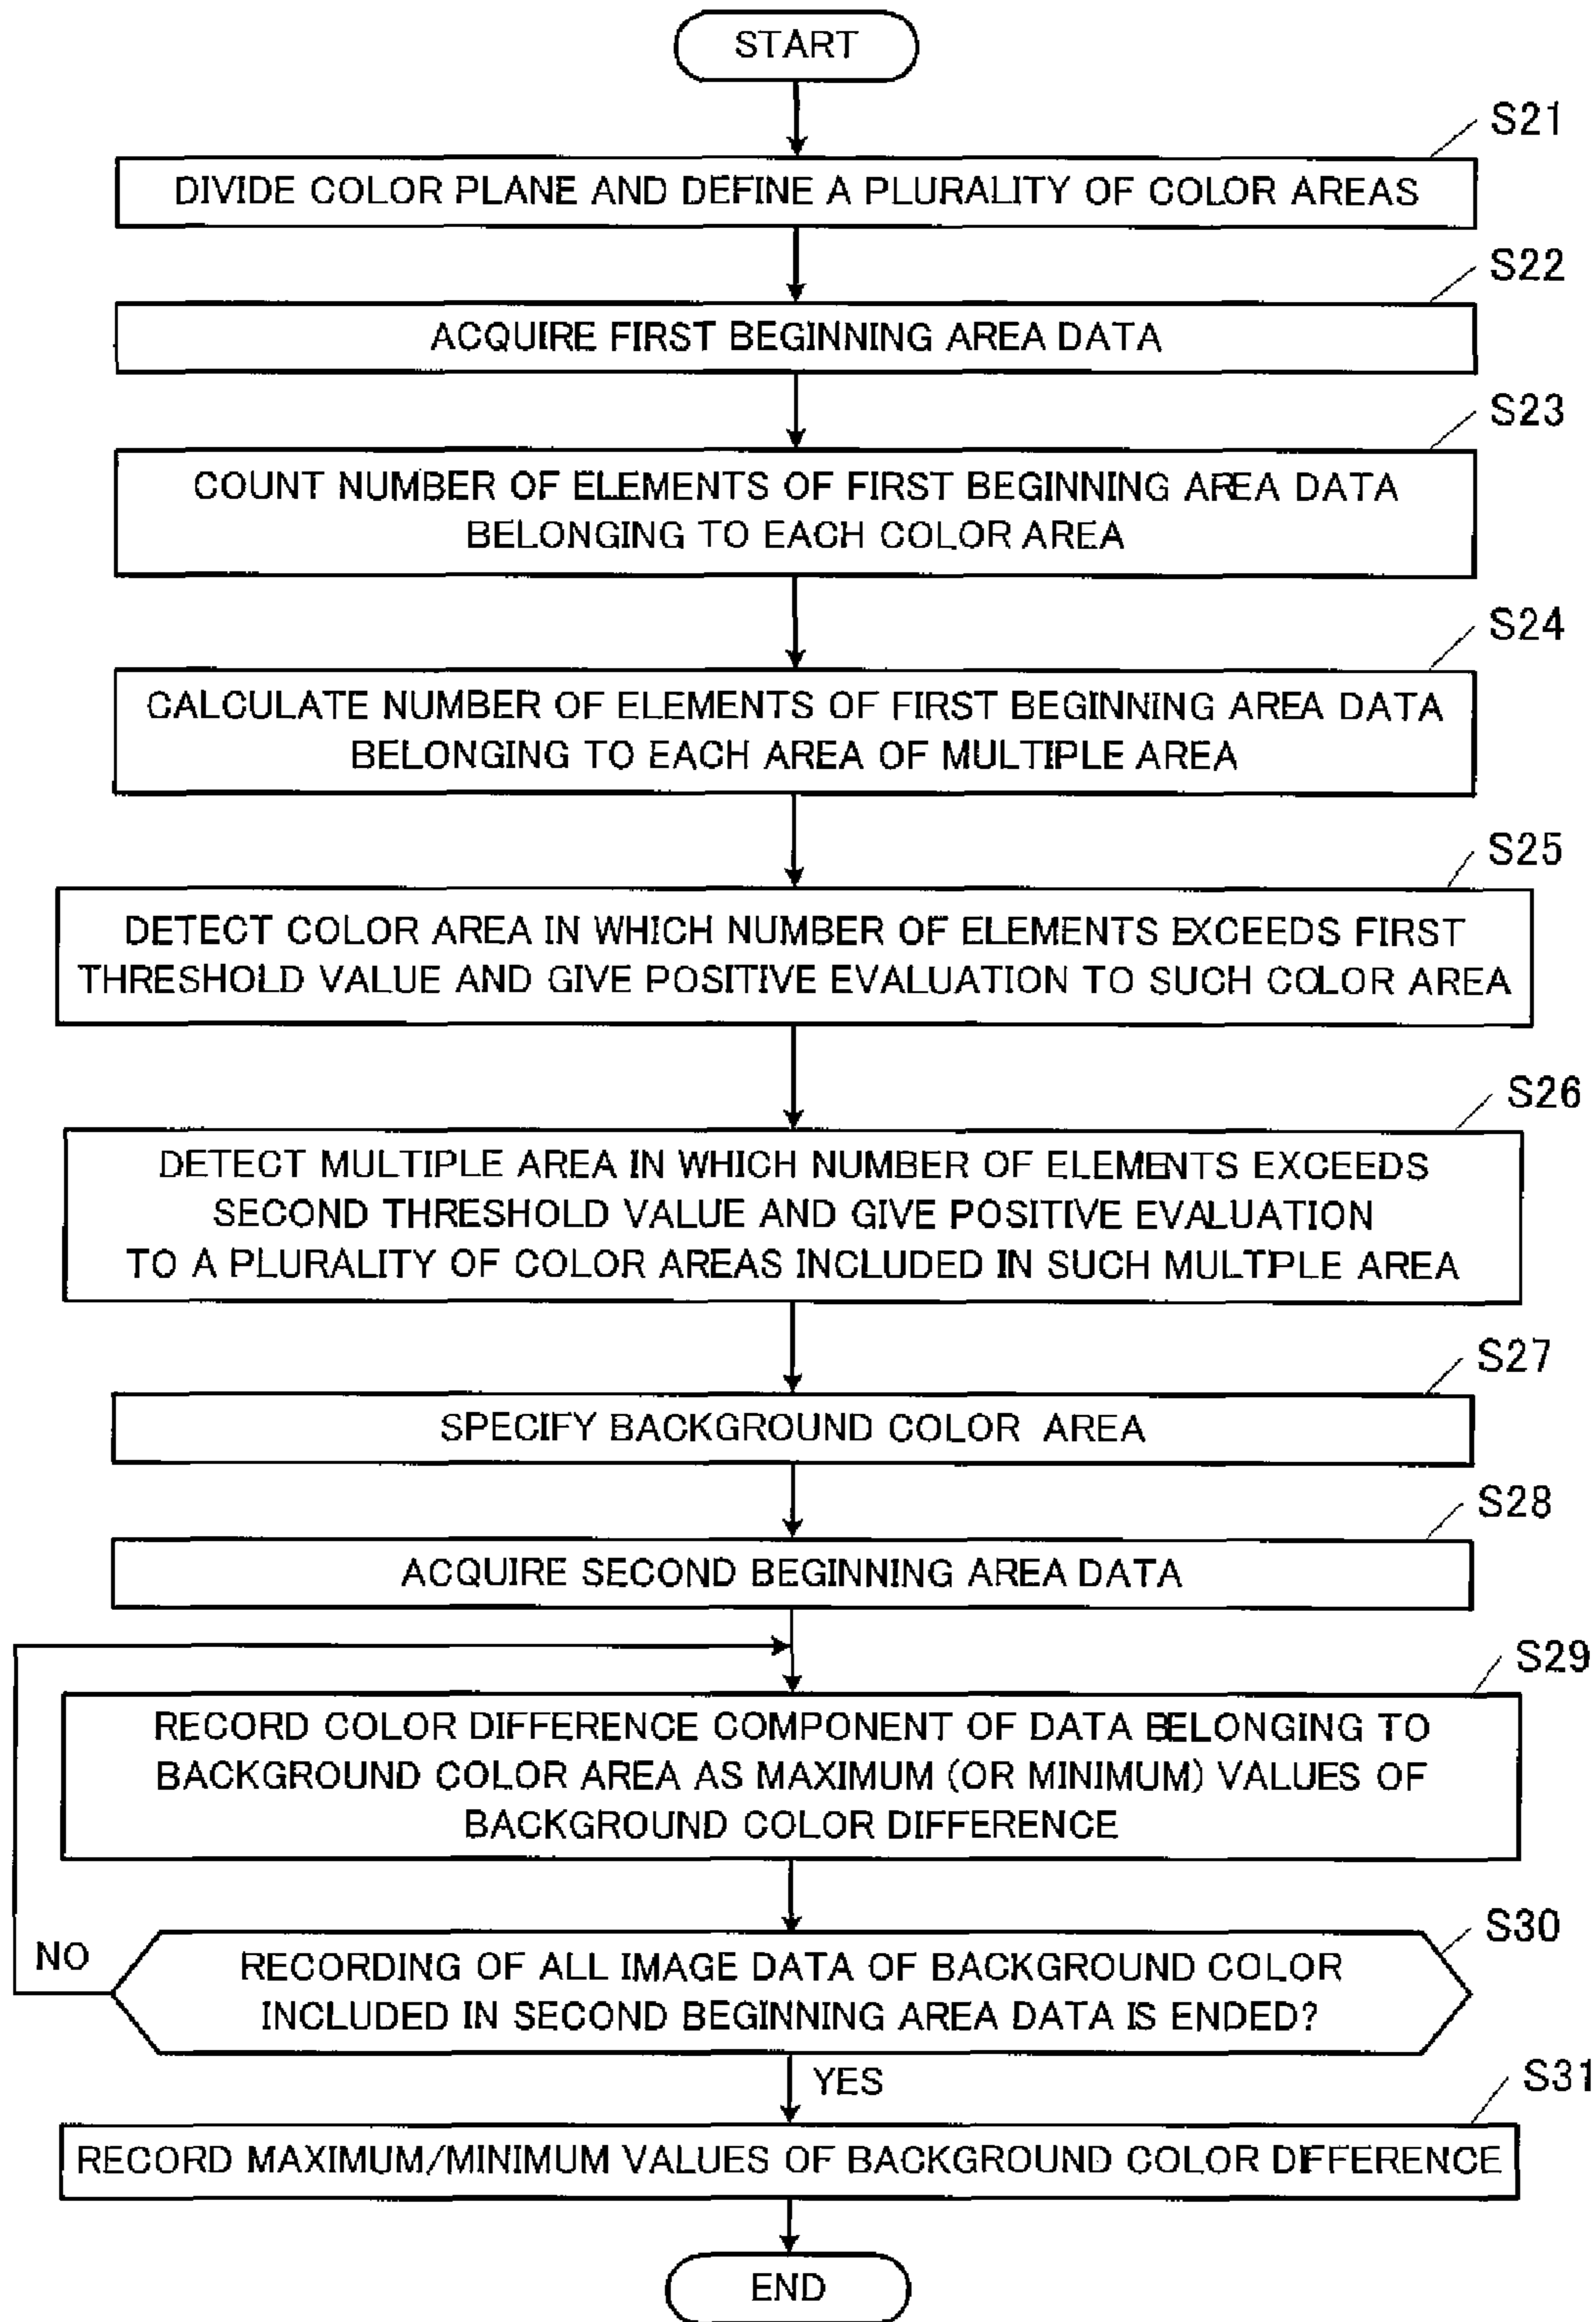 START
S21
DIVIDE COLOR PLANE AND DEFINE A PLURALITY OF COLOR AREAS
S22
ACQUIRE FIRST BEGINNING AREA DATA
S23
COUNT NUMBER OF ELEMENTS OF FIRST BEGINNING AREA DATA
BELONGING TO EACH COLOR AREA
S24
CALCULATE NUMBER OF ELEMENTS OF FIRST BEGINNING AREA DATA
BELONGING TO EACH AREA OF MULTIPLE AREA
S25
DETECT COLOR AREA IN WHICH NUMBER OF ELEMENTS EXCEEDS FIRST
THRESHOLD VALUE AND GIVE POSITIVE EVALUATION TO SUCH COLOR AREA
S26
DETECT MULTIPLE AREA IN WHICH NUMBER OF ELEMENTS EXCEEDS
SECOND THRESHOLD VALUE AND GIVE POSITIVE EVALUATION
TO A PLURALITY OF COLOR AREAS INCLUDED IN SUCH MULTIPLE AREA
S27
SPECIFY BACKGROUND COLOR AREA
S28
ACQUIRE SECOND BEGINNING AREA DATA
S29
RECORD COLOR DIFFERENCE COMPONENT OF DATA BELONGING TO
BACKGROUND COLOR AREA AS MAXIMUM (OR MINIMUM) VALUES OF
BACKGROUND COLOR DIFFERENCE
S30
NO
RECORDING OF ALL IMAGE DATA OF BACKGROUND COLOR
INCLUDED IN SECOND BEGINNING AREA DATA IS ENDED?
YES
S31
RECORD MAXIMUM/MINIMUM VALUES OF BACKGROUND COLOR DIFFERENCE
END